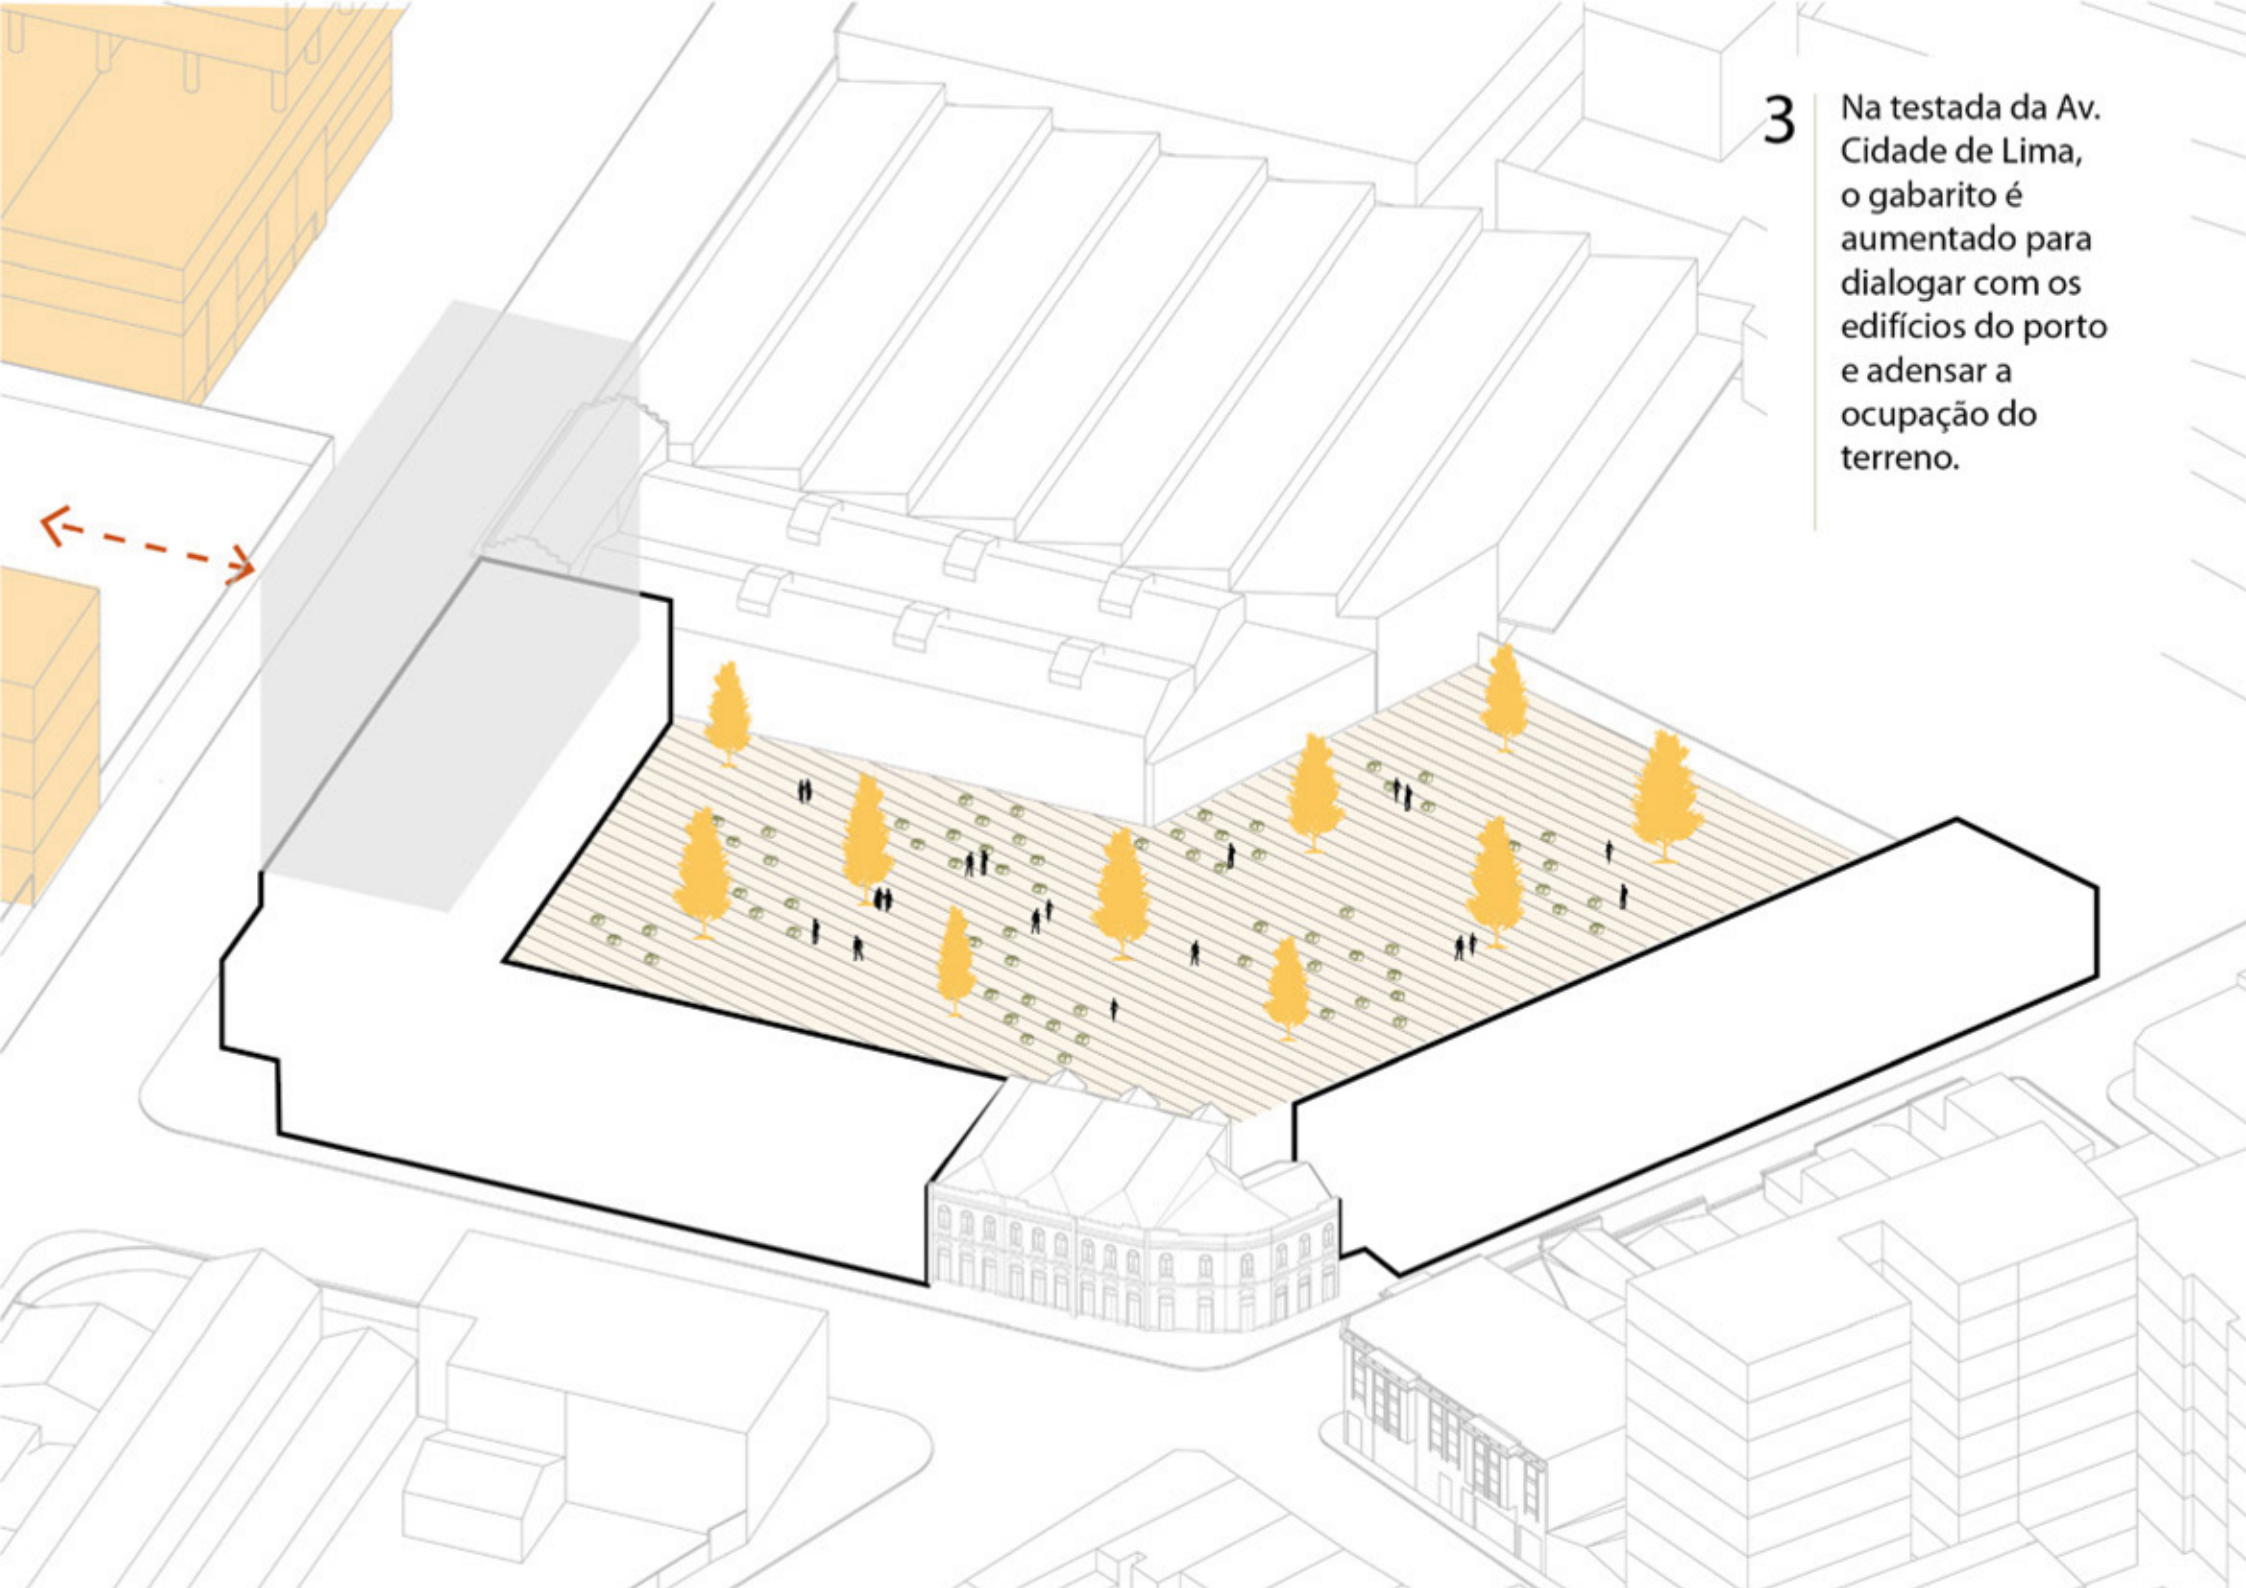 3
Na testada da Av.
Cidade de Lima,
o gabarito é
aumentado para
dialogar com os
edifícios do porto
e adensar a
ocupação do
terreno.